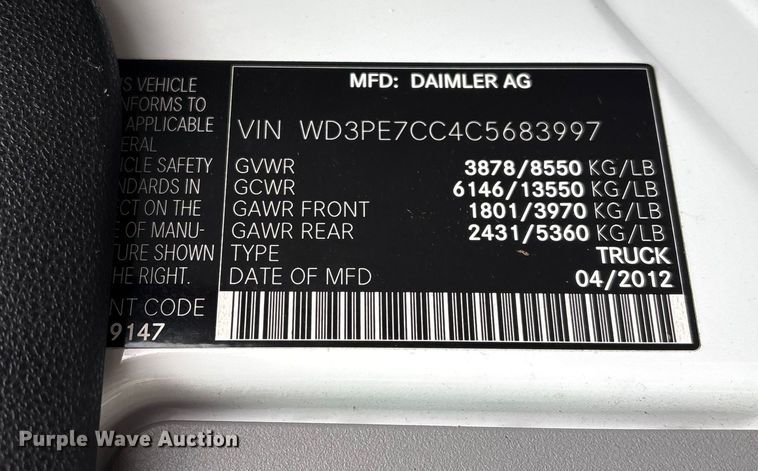 S VEHICLE
NFORMS TO
APPLICABLE
ERAL
ICLE SAFETY
NDARDS IN
ECT ON THE
E OF MANU-
TURE SHOWN
HE RIGHT.
NT CODE
9147
MFD: DAIMLER AG
VIN WD3PE7CC4C5683997
GVWR 3878/8550 KG/LB
GCWR 6146/13550 KG/LB
GAWR FRONT 1801/3970 KG/LB
GAWR REAR 2431/5360 KG/LB
TYPE TRUCK
DATE OF MFD 04/2012
Purple Wave Auction